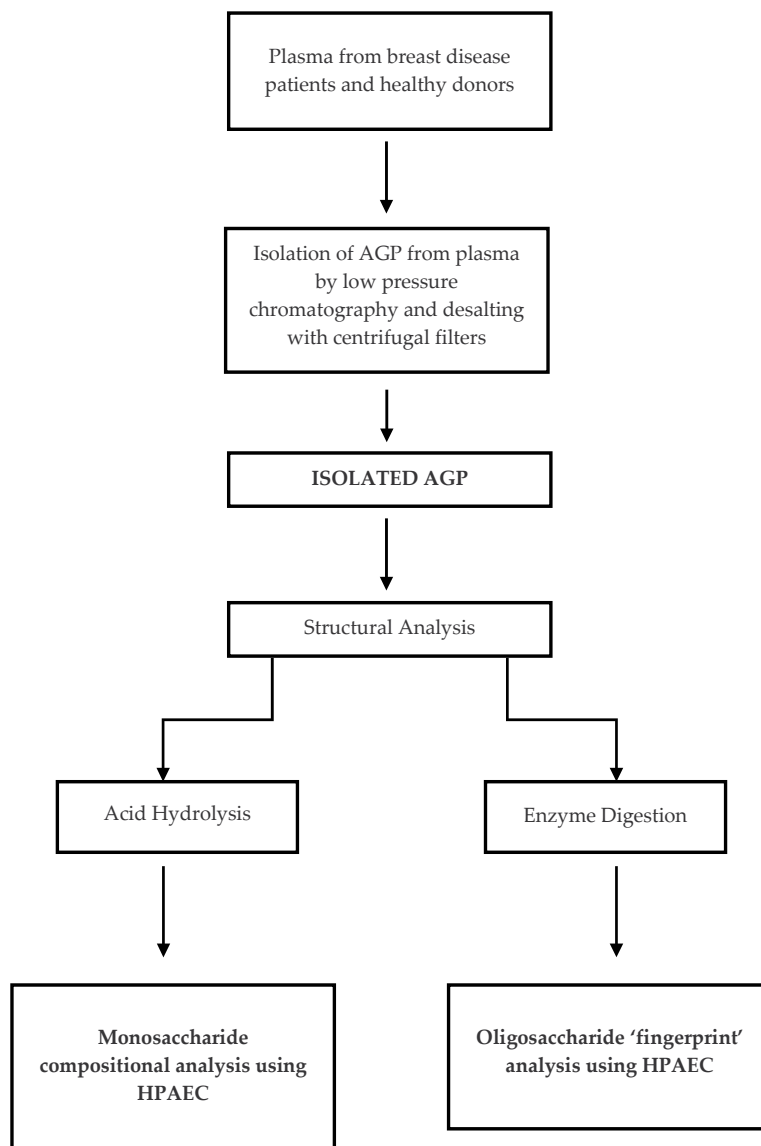 Plasma from breast disease
patients and healthy donors
Isolation of AGP from plasma
by low pressure
chromatography and desalting
with centrifugal filters
ISOLATED AGP
Structural Analysis
Acid Hydrolysis
Enzyme Digestion
Monosaccharide
compositional analysis using
HPAEC
Oligosaccharide ‘fingerprint’
analysis using HPAEC